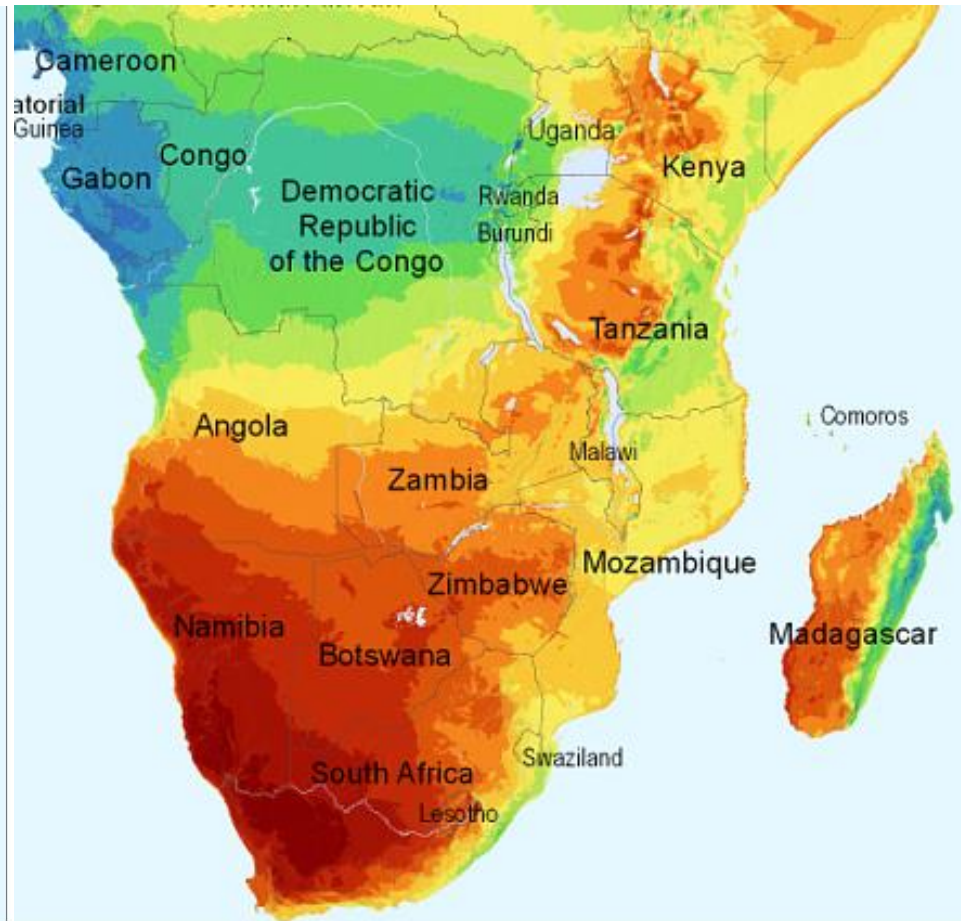 Cameroon
atorial
Guinea
Congo
Gabon
Uganda
Kenya
Democratic
Republic
of the Congo
Rwanda
Burundi
Tanzania
Angola
Comoros
Malawi
Zambia
Mozambique
Zimbabwe
Namibia
Botswana
Madagascar
Swaziland
South Africa
Lesotho